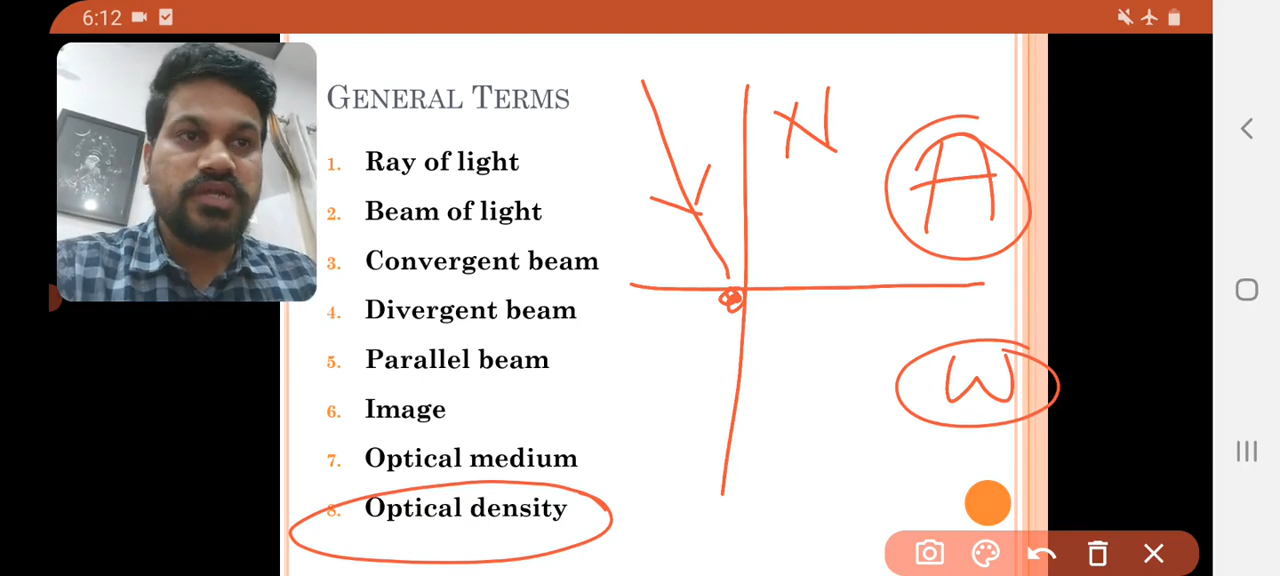 6:12
GENERAL TERMS
1. Ray of light
2. Beam of light
3. Convergent beam
4. Divergent beam
5. Parallel beam
6. Image
7. Optical medium
8. Optical density
N
A
W